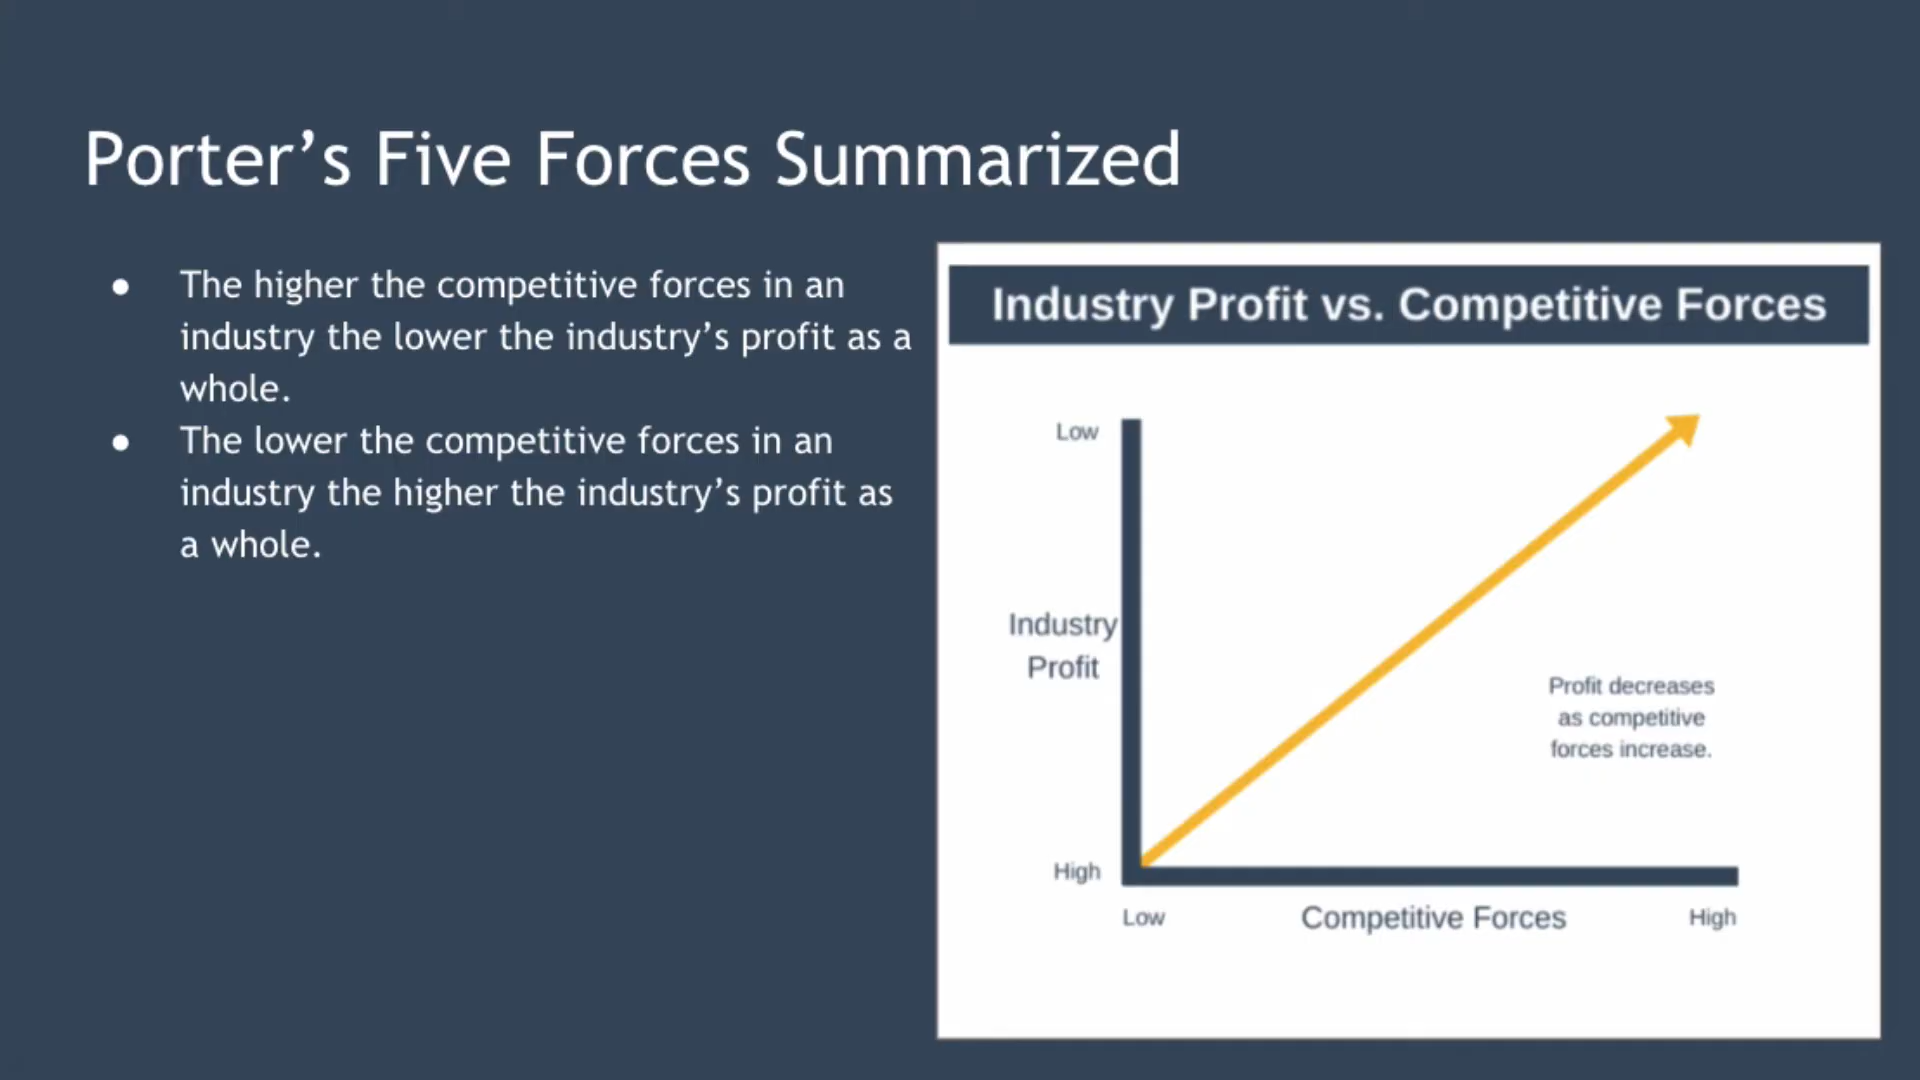 Porter’s Five Forces Summarized
● The higher the competitive forces in an
industry the lower the industry’s profit as a
whole.
● The lower the competitive forces in an
industry the higher the industry’s profit as
a whole.
Industry Profit vs. Competitive Forces
Low
Industry
Profit
High
Profit decreases
as competitive
forces increase.
Low
Competitive Forces
High